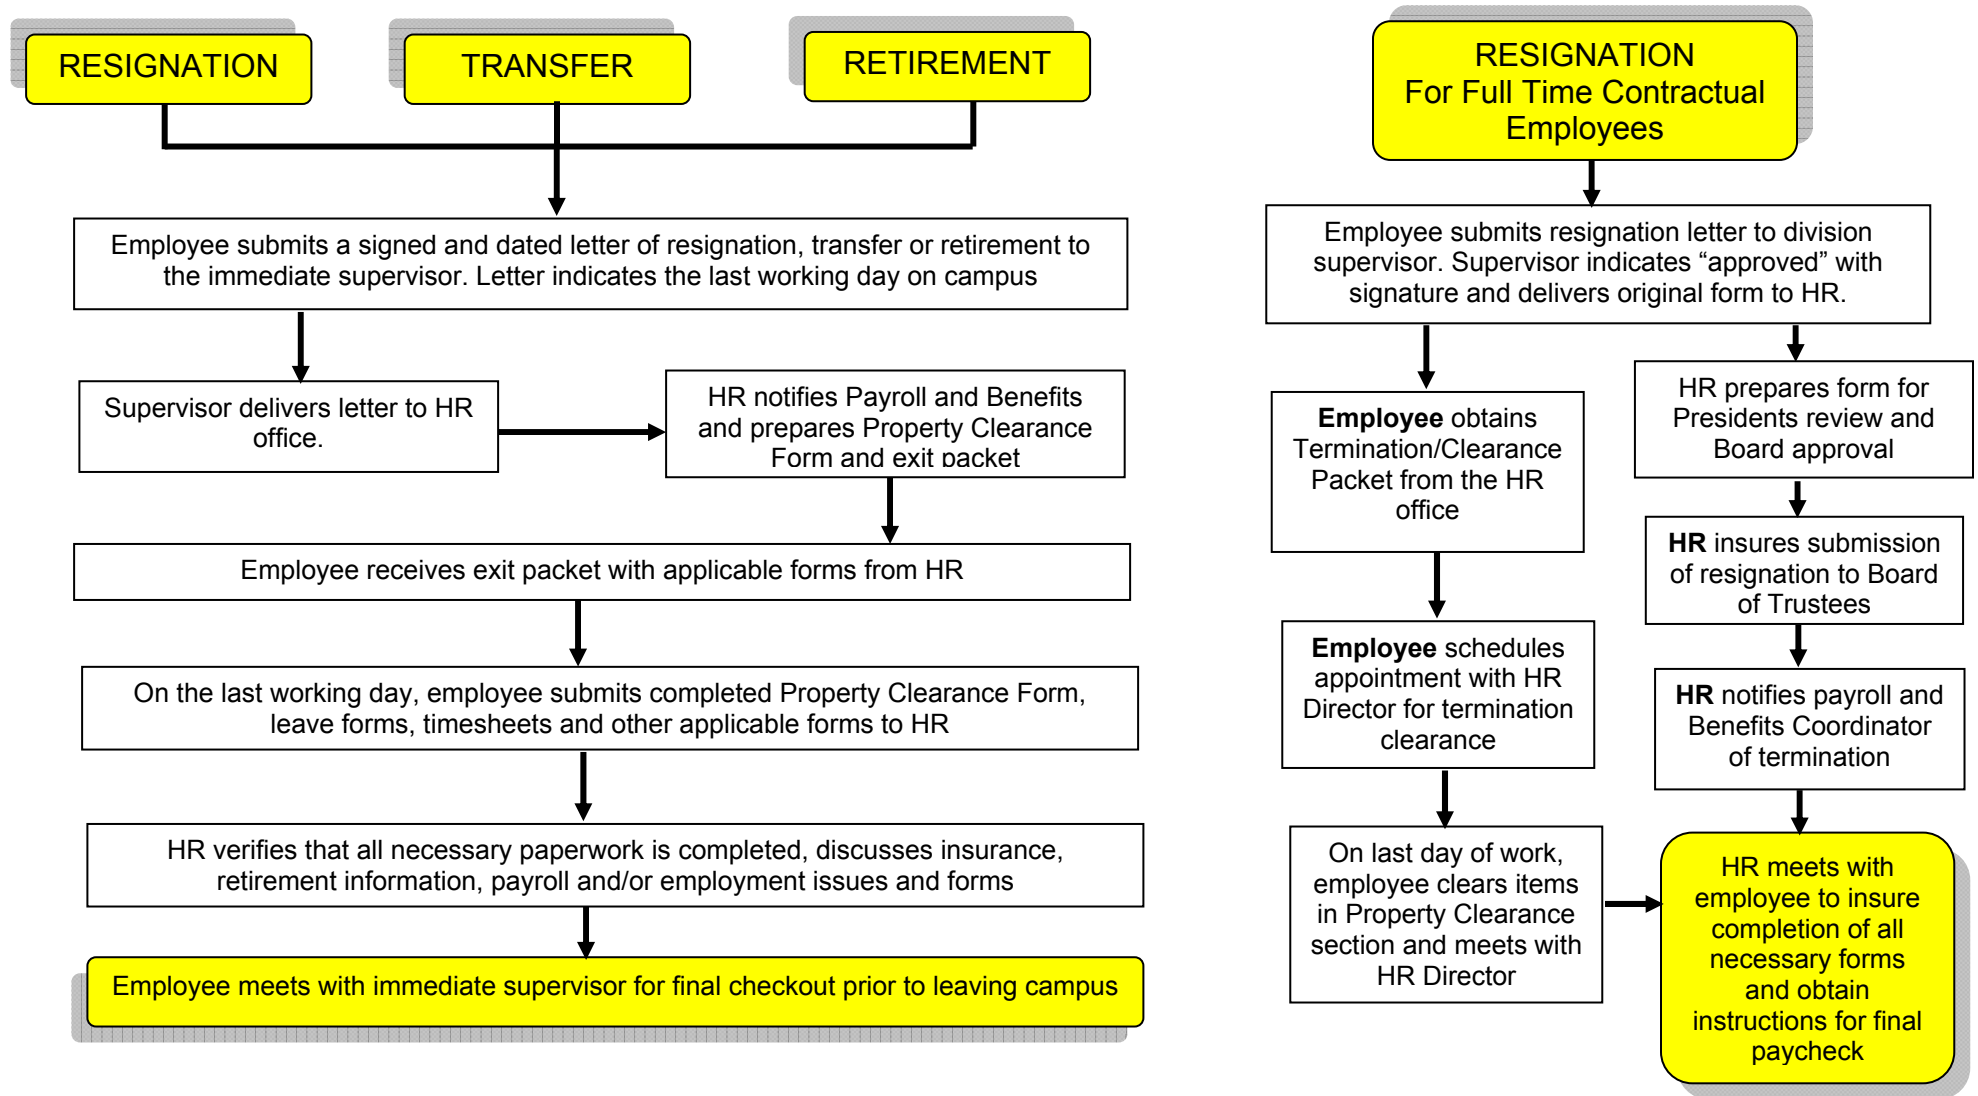 RESIGNATION
TRANSFER
RETIREMENT
Employee submits a signed and dated letter of resignation, transfer or retirement to
the immediate supervisor. Letter indicates the last working day on campus
Supervisor delivers letter to HR
office.
HR notifies Payroll and Benefits
and prepares Property Clearance
Form and exit packet
Employee receives exit packet with applicable forms from HR
On the last working day, employee submits completed Property Clearance Form,
leave forms, timesheets and other applicable forms to HR
HR verifies that all necessary paperwork is completed, discusses insurance,
retirement information, payroll and/or employment issues and forms
Employee meets with immediate supervisor for final checkout prior to leaving campus
RESIGNATION
For Full Time Contractual
Employees
Employee submits resignation letter to division
supervisor. Supervisor indicates “approved” with
signature and delivers original form to HR.
Employee obtains
Termination/Clearance
Packet from the HR
office
Employee schedules
appointment with HR
Director for termination
clearance
On last day of work,
employee clears items
in Property Clearance
section and meets with
HR Director
HR prepares form for
Presidents review and
Board approval
HR insures submission
of resignation to Board
of Trustees
HR notifies payroll and
Benefits Coordinator
of termination
HR meets with
employee to insure
completion of all
necessary forms
and obtain
instructions for final
paycheck